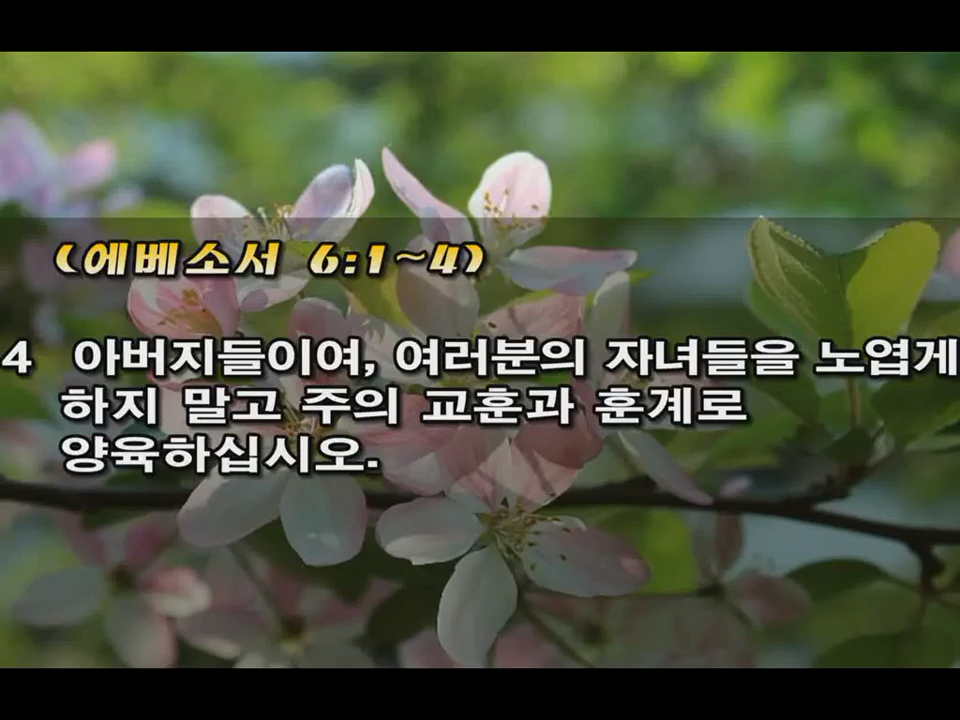 (에베소서 6:1~4)
4 아버지들이여, 여러분의 자녀들을 노엽게
하지 말고 주의 교훈과 훈계로
양육하십시오.